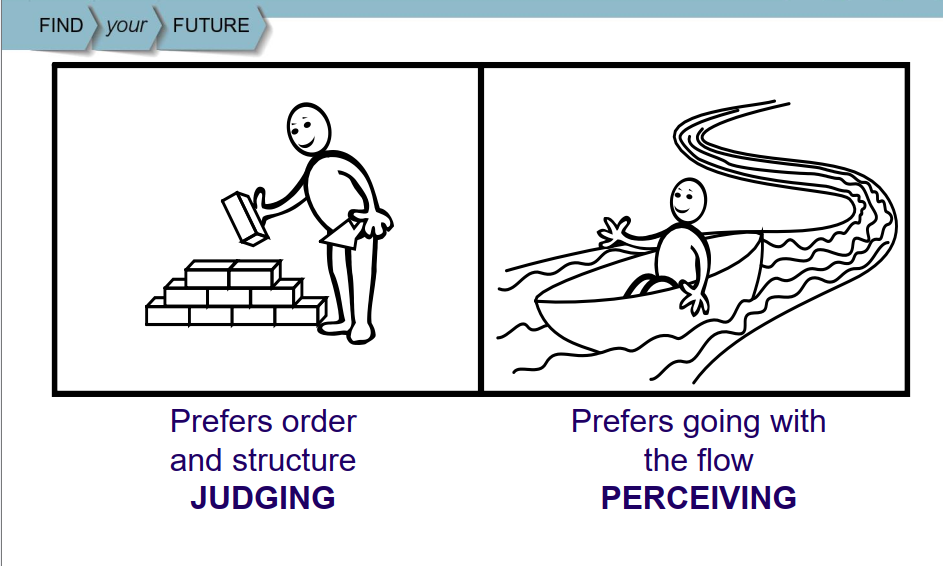 FIND your FUTURE
Prefers order
and structure
JUDGING
Prefers going with
the flow
PERCEIVING